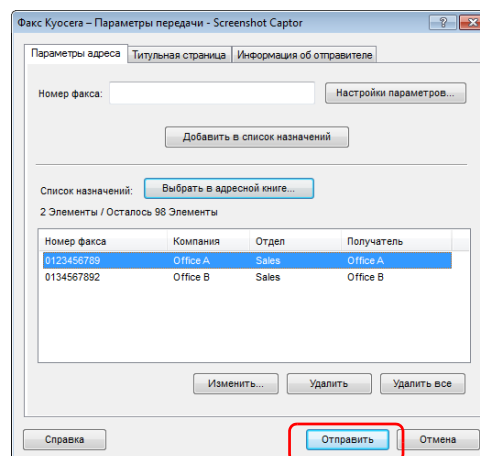 Факс Kyocera – Параметры передачи - Screenshot Captor
Параметры адреса Титульная страница Информация об отправителе
Номер факса: Настройки параметров...
Добавить в список назначений
Список назначений: Выбрать в адресной книге...
2 Элементы / Осталось 98 Элементы
Номер факса Компания Отдел Получатель
0123456789 Office A Sales Office A
0134567892 Office B Sales Office B
Изменить... Удалить Удалить все
Справка Отправить Отмена